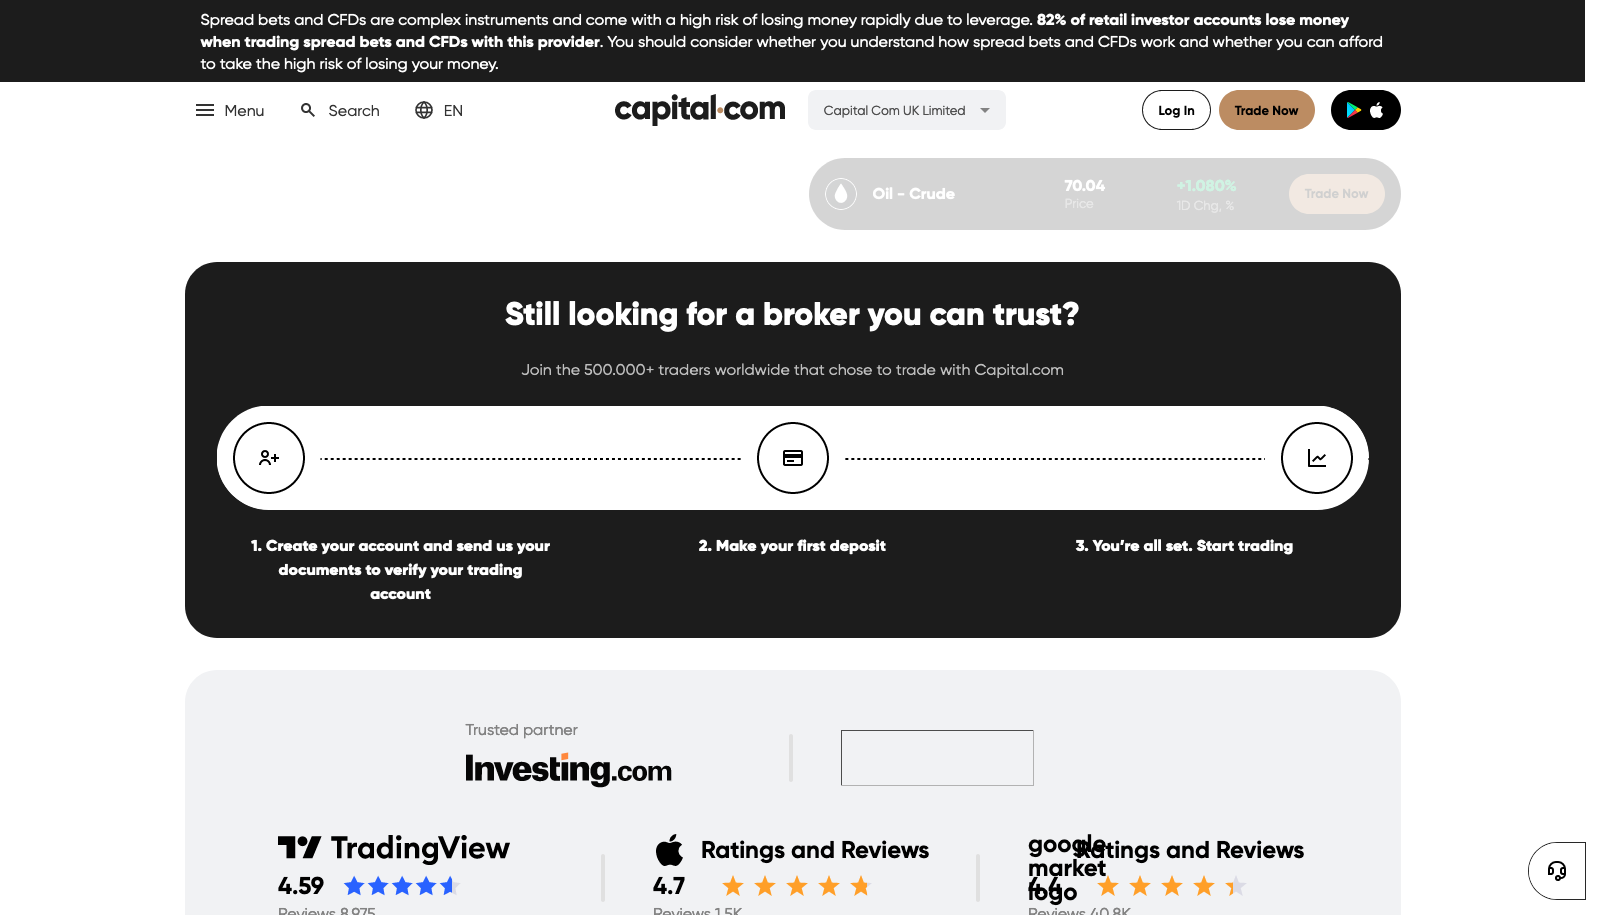 Spread bets and CFDs are complex instruments and come with a high risk of losing money rapidly due to leverage. 82% of retail investor accounts lose money
when trading spread bets and CFDs with this provider. You should consider whether you understand how spread bets and CFDs work and whether you can afford
to take the high risk of losing your money.
Menu Search EN capital.com Capital Com UK Limited Log In Trade Now
Oil - Crude 70.04 +1.080% Trade Now
Price 1D Chg, %
Still looking for a broker you can trust?
Join the 500.000+ traders worldwide that chose to trade with Capital.com
1. Create your account and send us your
documents to verify your trading
account
2. Make your first deposit
3. You're all set. Start trading
Trusted partner
Investing.com
TradingView
4.59
Reviews 8,975
Ratings and Reviews
4.7
Reviews 1.5K
google
market
logo
Ratings and Reviews
4.4
Reviews 40.8K